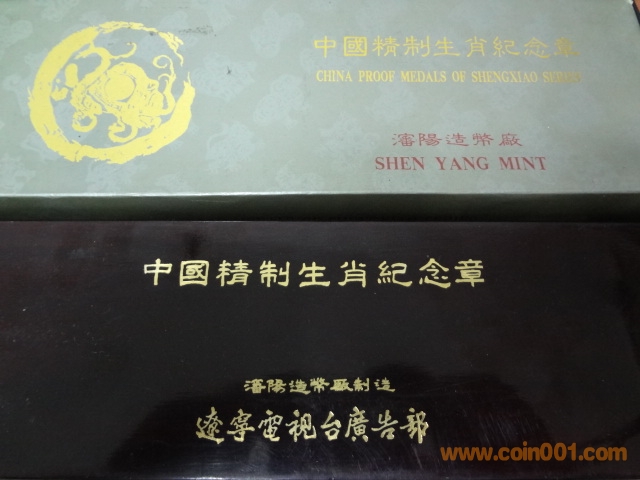 中國精制生肖紀念章
CHINA PROOF MEDALS OF SHENGXIAO SERIES
瀋陽造幣廠
SHEN YANG MINT
中國精制生肖紀念章
瀋陽造幣廠制造
遼寧電視台廣告部
www.coin001.com